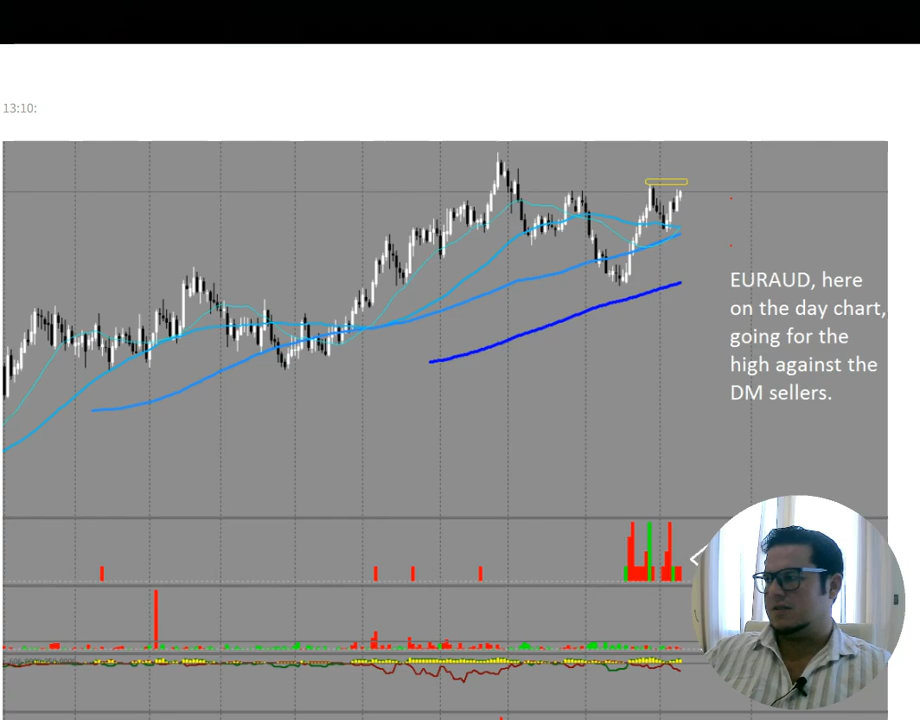 13:10:
EURAUD, here
on the day chart,
going for the
high against the
DM sellers.